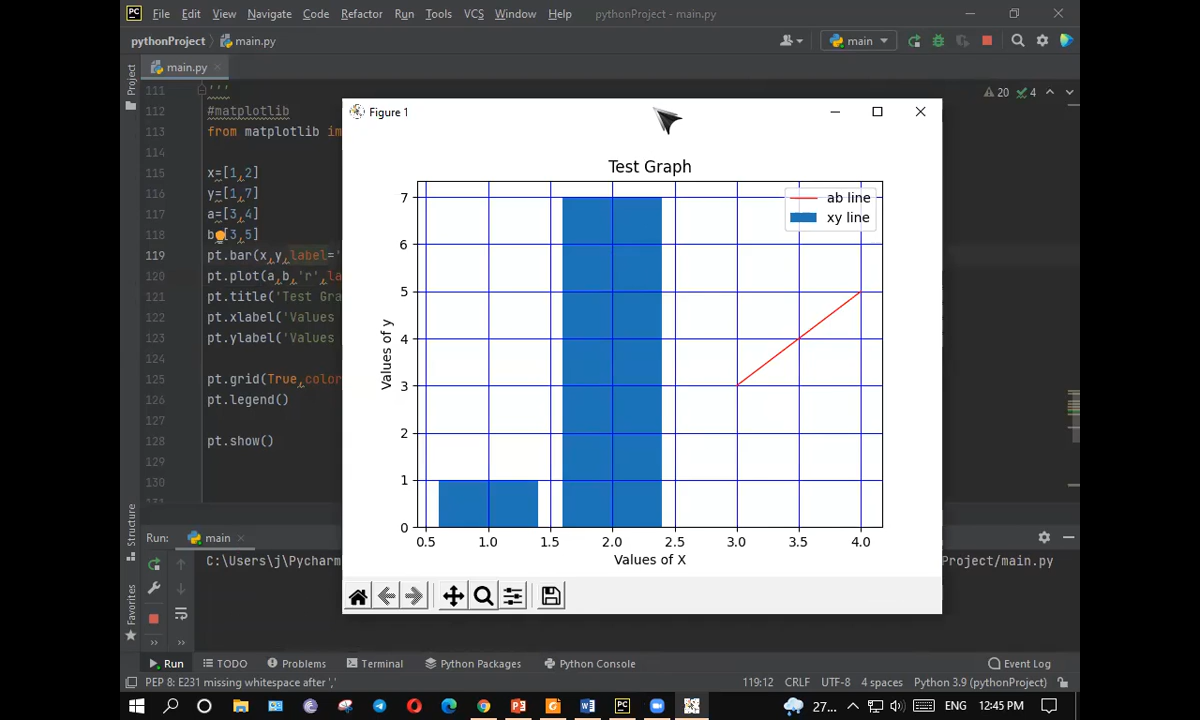 PC File Edit View Navigate Code Refactor Run Tools VCS Window Help pythonProject - main.py
pythonProject main.py main
main.py
Project
111 '''
20 4
112 #matplotlib
113 from matplotlib im
114
115 x=[1,2]
116 y=[1,7]
117 a=[3,4]
118 b [3,5]
119 pt.bar(x,y,label='
120 pt.plot(a,b,'r',la
121 pt.title('Test Gra
122 pt.xlabel('Values
123 pt.ylabel('Values
124
125 pt.grid(True,color
126 pt.legend()
127
128 pt.show()
129
130
Figure 1
Test Graph
ab line
xy line
7
6
5
4
3
2
1
0
Values of y
0.5 1.0 1.5 2.0 2.5 3.0 3.5 4.0
Values of X
Structure
Favorites
Run: main
C:\Users\j\Pycharm
Project/main.py
Run TODO Problems Terminal Python Packages Python Console Event Log
PEP 8: E231 missing whitespace after ',' 119:12 CRLF UTF-8 4 spaces Python 3.9 (pythonProject)
27... ENG 12:45 PM